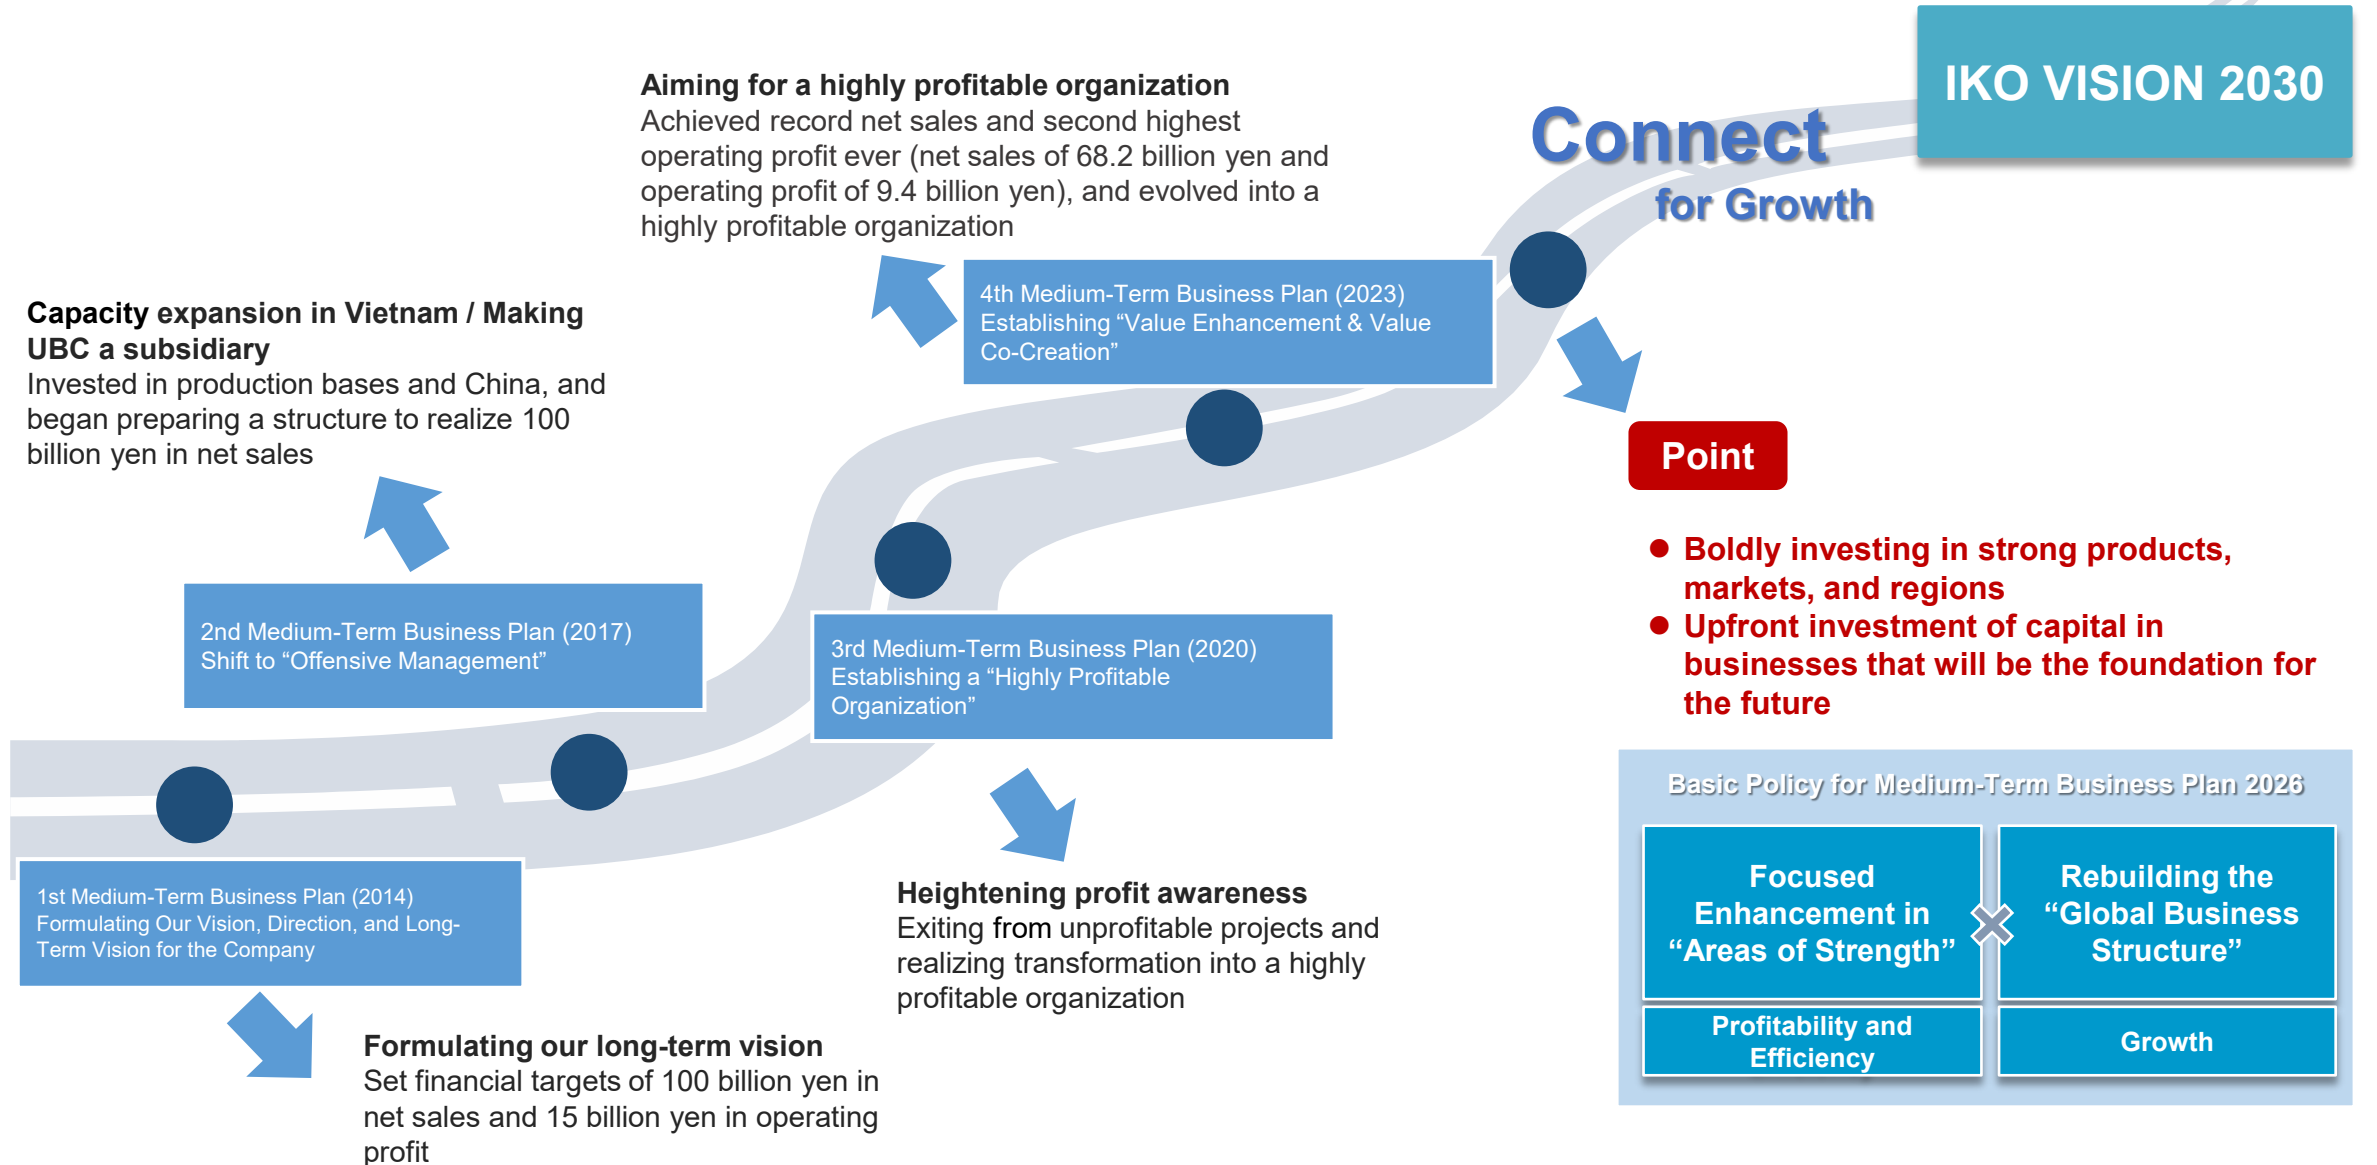 IKO VISION 2030
Connect
for Growth
Aiming for a highly profitable organization
Achieved record net sales and second highest
operating profit ever (net sales of 68.2 billion yen and
operating profit of 9.4 billion yen), and evolved into a
highly profitable organization
4th Medium-Term Business Plan (2023)
Establishing “Value Enhancement & Value
Co-Creation”
Capacity expansion in Vietnam / Making
UBC a subsidiary
Invested in production bases and China, and
began preparing a structure to realize 100
billion yen in net sales
2nd Medium-Term Business Plan (2017)
Shift to “Offensive Management”
3rd Medium-Term Business Plan (2020)
Establishing a “Highly Profitable
Organization”
1st Medium-Term Business Plan (2014)
Formulating Our Vision, Direction, and Long-
Term Vision for the Company
Formulating our long-term vision
Set financial targets of 100 billion yen in
net sales and 15 billion yen in operating
profit
Heightening profit awareness
Exiting from unprofitable projects and
realizing transformation into a highly
profitable organization
Point
● Boldly investing in strong products,
markets, and regions
● Upfront investment of capital in
businesses that will be the foundation for
the future
Basic Policy for Medium-Term Business Plan 2026
Focused
Enhancement in
“Areas of Strength”
Rebuilding the
“Global Business
Structure”
Profitability and
Efficiency
Growth